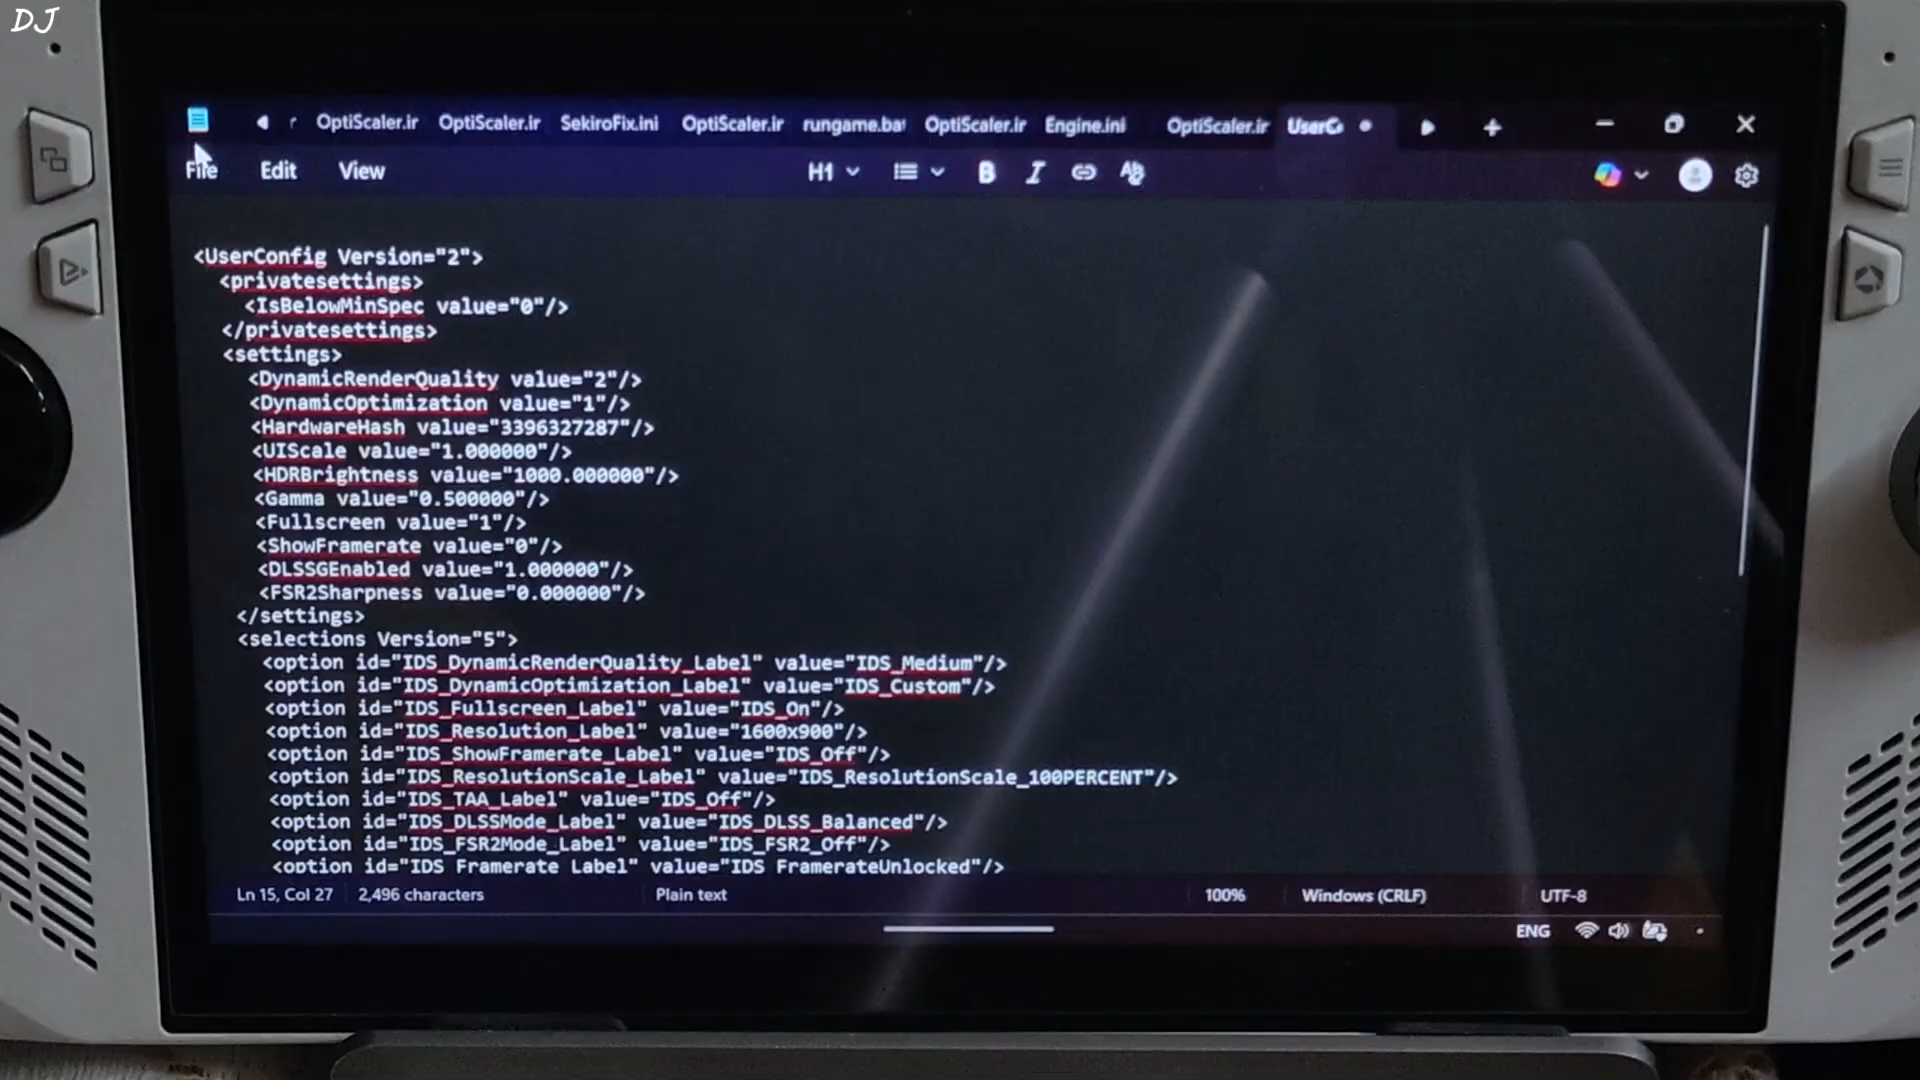 DJ
OptiScaler.ir OptiScaler.ir SekiroFix.ini OptiScaler.ir rungame.bat OptiScaler.ir Engine.ini OptiScaler.ir UserCo
File Edit View H1 B I
<UserConfig Version="2">
<privatesettings>
<IsBelowMinSpec value="0"/>
</privatesettings>
<settings>
<DynamicRenderQuality value="2"/>
<DynamicOptimization value="1"/>
<HardwareHash value="3396327287"/>
<UIScale value="1.000000"/>
<HDRBrightness value="1000.000000"/>
<Gamma value="0.500000"/>
<Fullscreen value="1"/>
<ShowFramerate value="0"/>
<DLSSGEnabled value="1.000000"/>
<FSR2Sharpness value="0.000000"/>
</settings>
<selections Version="5">
<option id="IDS_DynamicRenderQuality_Label" value="IDS_Medium"/>
<option id="IDS_DynamicOptimization_Label" value="IDS_Custom"/>
<option id="IDS_Fullscreen_Label" value="IDS_On"/>
<option id="IDS_Resolution_Label" value="1600x900"/>
<option id="IDS_ShowFramerate_Label" value="IDS_Off"/>
<option id="IDS_ResolutionScale_Label" value="IDS_ResolutionScale_100PERCENT"/>
<option id="IDS_TAA_Label" value="IDS_Off"/>
<option id="IDS_DLSSMode_Label" value="IDS_DLSS_Balanced"/>
<option id="IDS_FSR2Mode_Label" value="IDS_FSR2_Off"/>
<option id="IDS_Framerate_Label" value="IDS_FramerateUnlocked"/>
Ln 15, Col 27 2,496 characters Plain text 100% Windows (CRLF) UTF-8
ENG